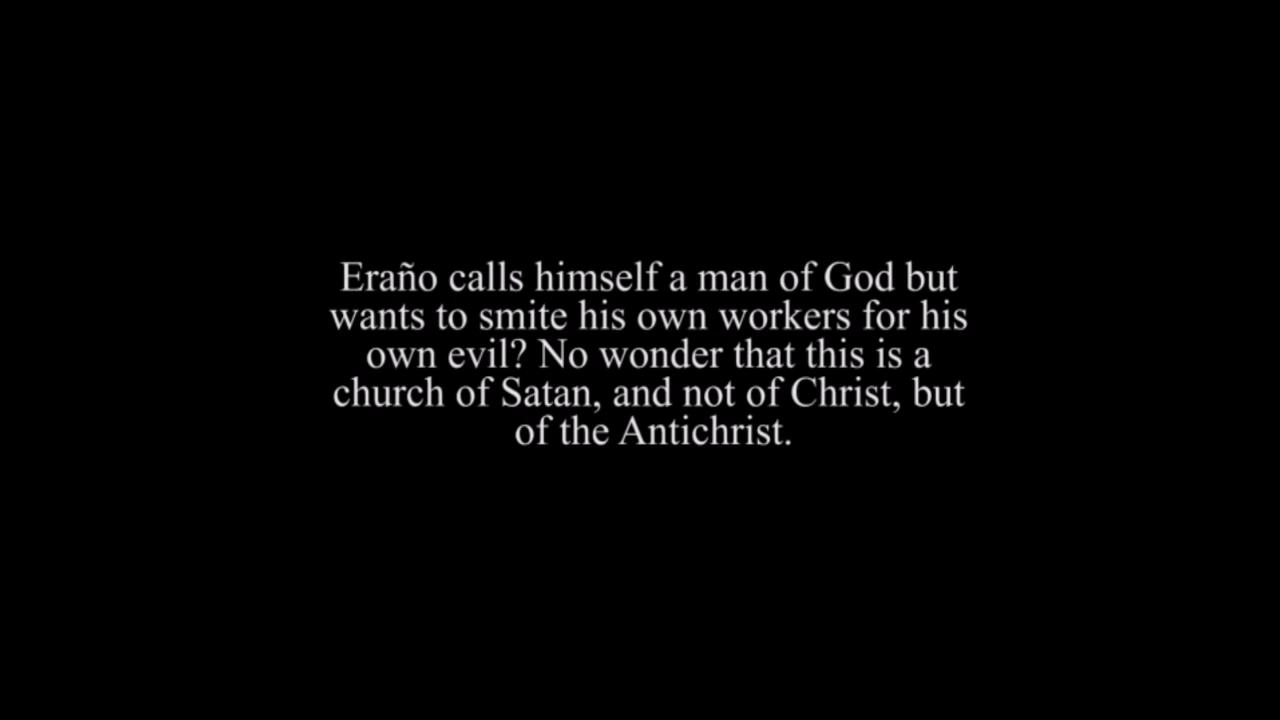 Eraño calls himself a man of God but
wants to smite his own workers for his
own evil? No wonder that this is a
church of Satan, and not of Christ, but
of the Antichrist.